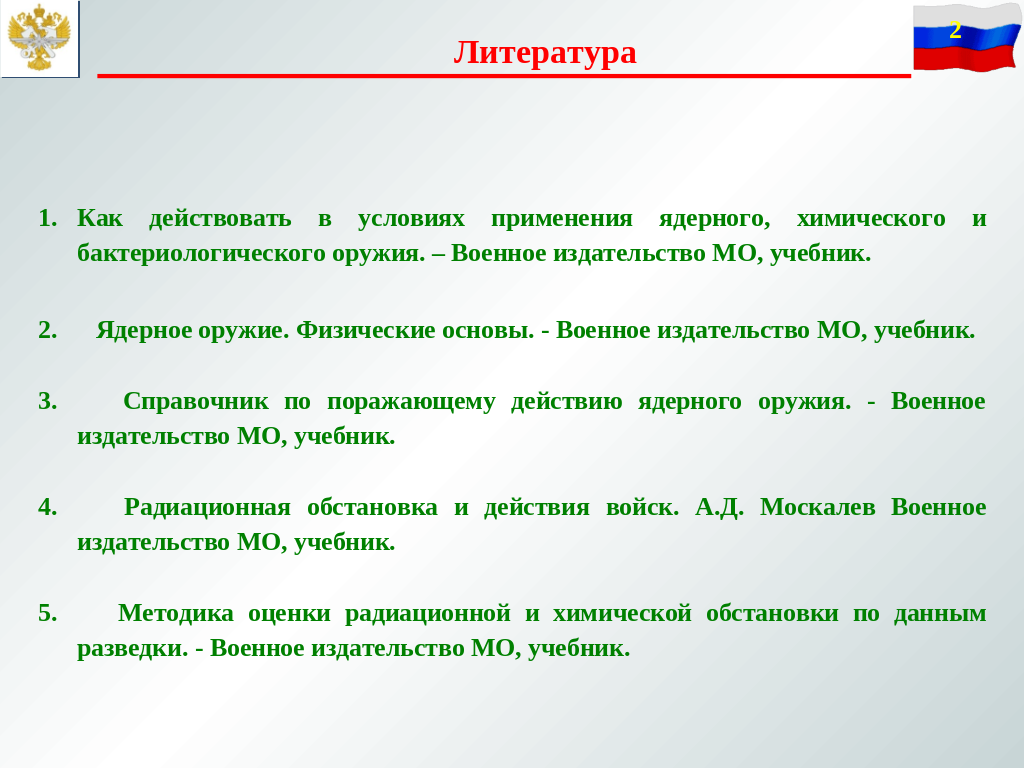 2
Литература
1. Как действовать в условиях применения ядерного, химического и
бактериологического оружия. – Военное издательство МО, учебник.
2. Ядерное оружие. Физические основы. - Военное издательство МО, учебник.
3. Справочник по поражающему действию ядерного оружия. - Военное
издательство МО, учебник.
4. Радиационная обстановка и действия войск. А.Д. Москалев Военное
издательство МО, учебник.
5. Методика оценки радиационной и химической обстановки по данным
разведки. - Военное издательство МО, учебник.